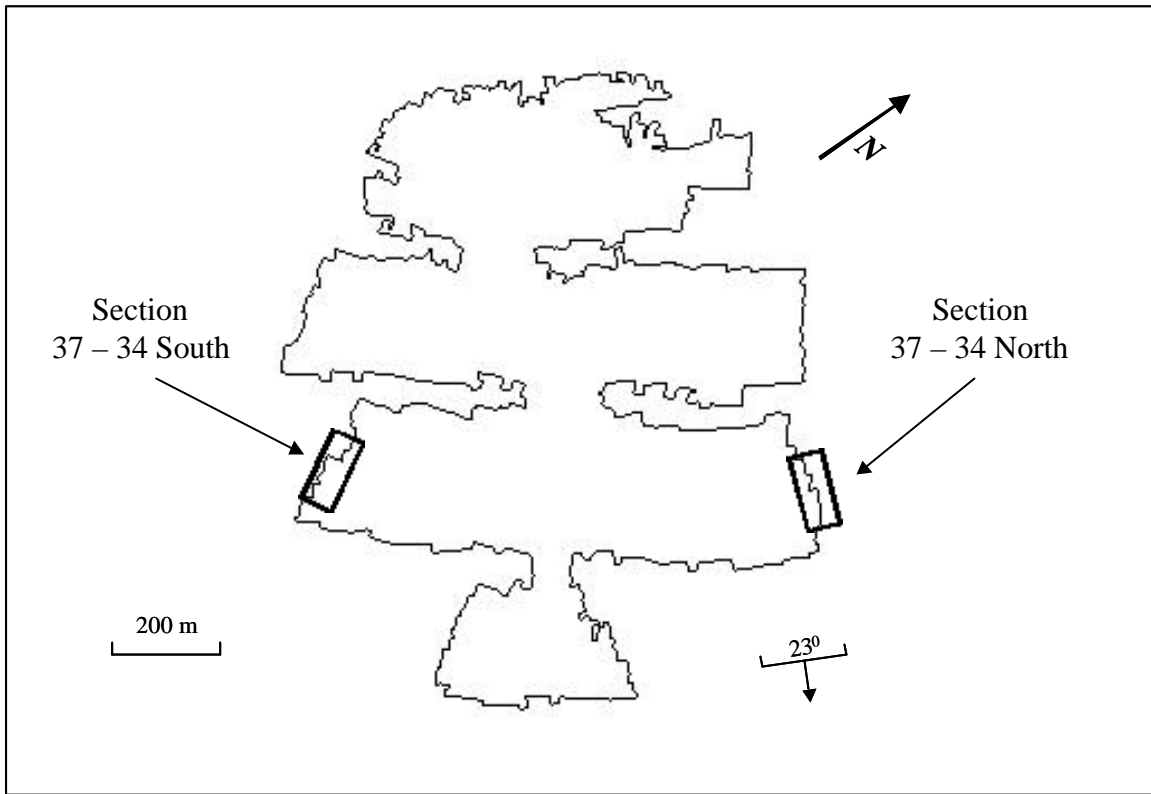 N
Section
37 – 34 South
Section
37 – 34 North
200 m
23⁰